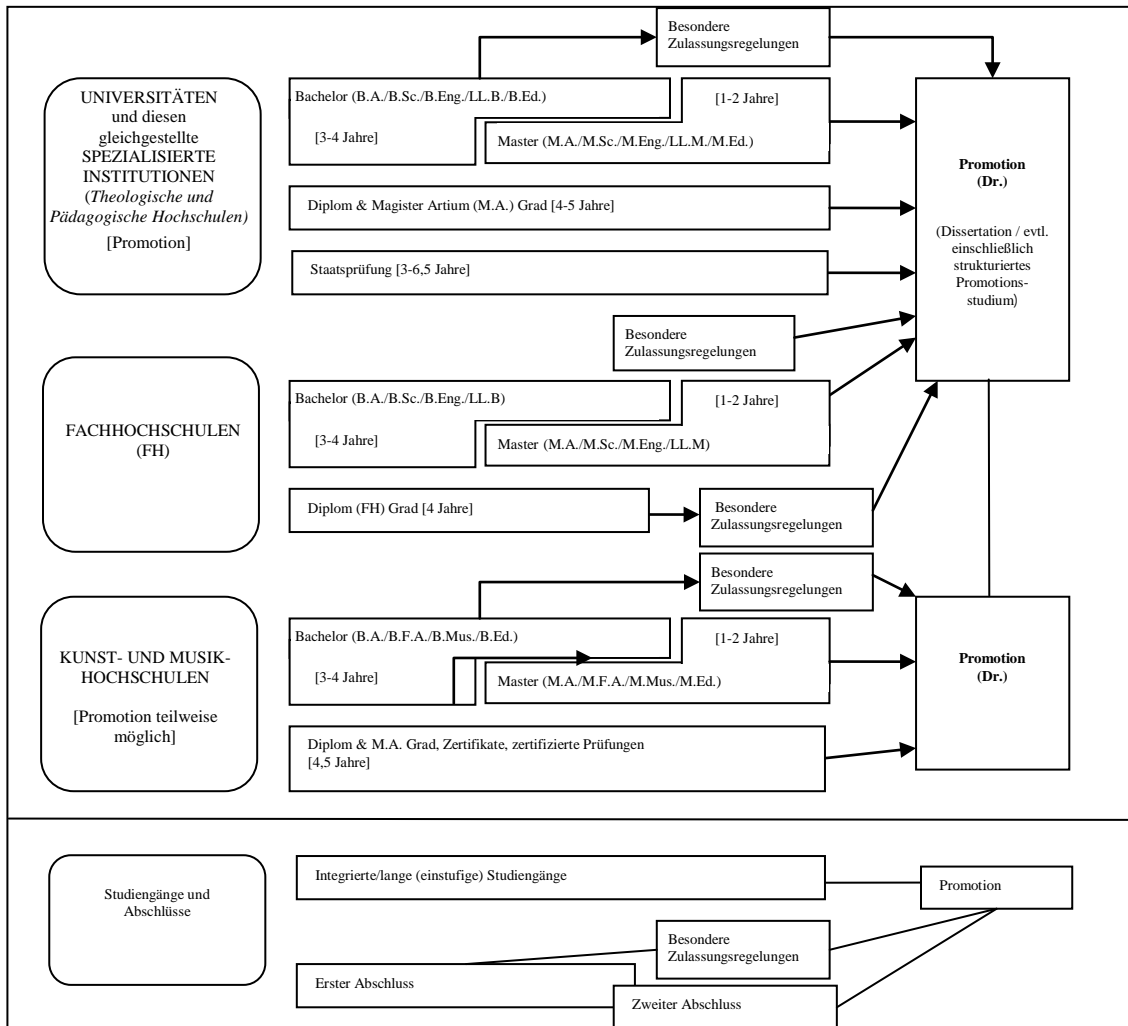 Besondere
Zulassungsregelungen
UNIVERSITÄTEN
und diesen
gleichgestellte
SPEZIALISIERTE
INSTITUTIONEN
(Theologische und
Pädagogische Hochschulen)
[Promotion]
Bachelor (B.A./B.Sc./B.Eng./LL.B./B.Ed.)
[3-4 Jahre]
[1-2 Jahre]
Master (M.A./M.Sc./M.Eng./LL.M./M.Ed.)
Diplom & Magister Artium (M.A.) Grad [4-5 Jahre]
Staatsprüfung [3-6,5 Jahre]
Promotion
(Dr.)
(Dissertation / evtl.
einschließlich
strukturiertes
Promotions-
studium)
Besondere
Zulassungsregelungen
FACHHOCHSCHULEN
(FH)
Bachelor (B.A./B.Sc./B.Eng./LL.B)
[3-4 Jahre]
[1-2 Jahre]
Master (M.A./M.Sc./M.Eng./LL.M)
Diplom (FH) Grad [4 Jahre]
Besondere
Zulassungsregelungen
Besondere
Zulassungsregelungen
KUNST- UND MUSIK-
HOCHSCHULEN
[Promotion teilweise
möglich]
Bachelor (B.A./B.F.A./B.Mus./B.Ed.)
[3-4 Jahre]
[1-2 Jahre]
Master (M.A./M.F.A./M.Mus./M.Ed.)
Diplom & M.A. Grad, Zertifikate, zertifizierte Prüfungen
[4,5 Jahre]
Promotion
(Dr.)
Studiengänge und
Abschlüsse
Integrierte/lange (einstufige) Studiengänge
Promotion
Besondere
Zulassungsregelungen
Erster Abschluss
Zweiter Abschluss